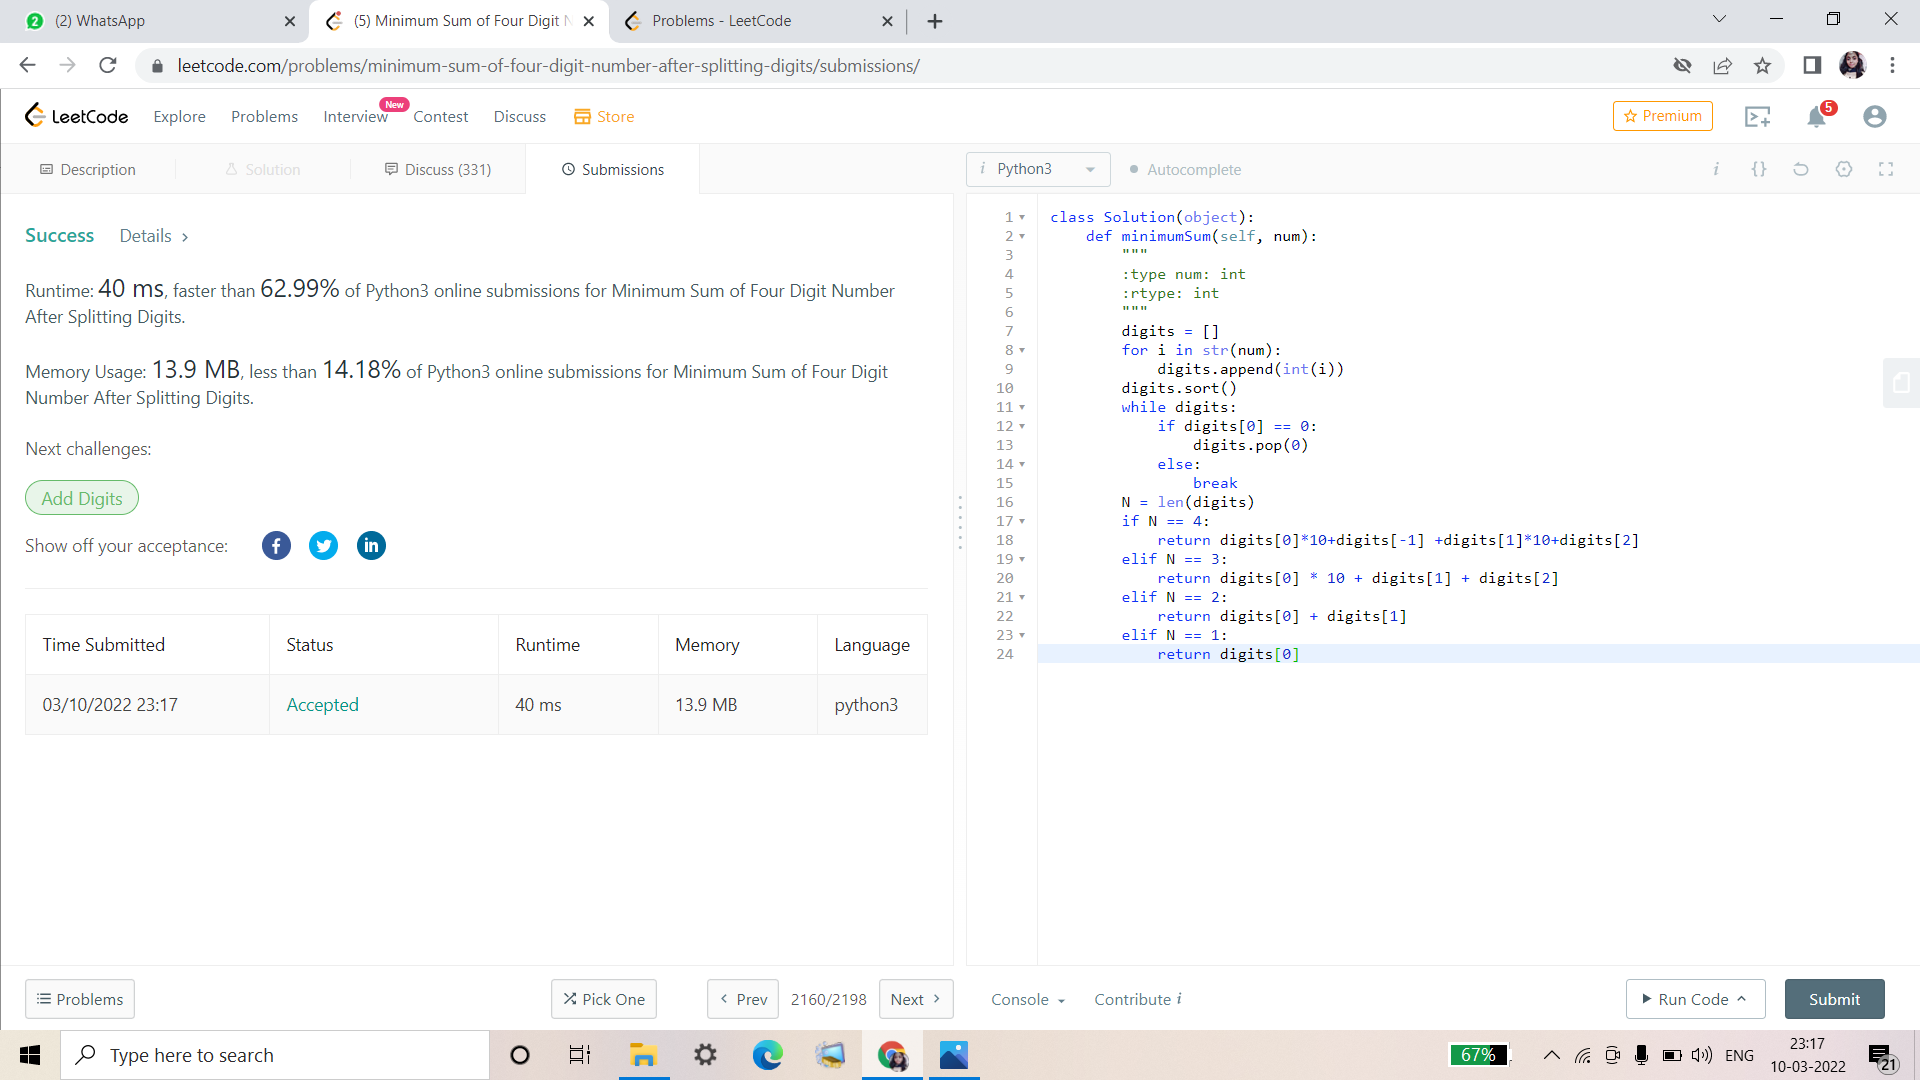 (2) WhatsApp
(5) Minimum Sum of Four Digit N
Problems - LeetCode
leetcode.com/problems/minimum-sum-of-four-digit-number-after-splitting-digits/submissions/
LeetCode Explore Problems Interview New Contest Discuss Store
Premium 5
Description Solution Discuss (331) Submissions
Success Details >
Runtime: 40 ms, faster than 62.99% of Python3 online submissions for Minimum Sum of Four Digit Number
After Splitting Digits.
Memory Usage: 13.9 MB, less than 14.18% of Python3 online submissions for Minimum Sum of Four Digit
Number After Splitting Digits.
Next challenges:
Add Digits
Show off your acceptance:
Time Submitted Status Runtime Memory Language
03/10/2022 23:17 Accepted 40 ms 13.9 MB python3
i Python3 Autocomplete
1 class Solution(object):
2 def minimumSum(self, num):
3 """
4 :type num: int
5 :rtype: int
6 """
7 digits = []
8 for i in str(num):
9 digits.append(int(i))
10 digits.sort()
11 while digits:
12 if digits[0] == 0:
13 digits.pop(0)
14 else:
15 break
16 N = len(digits)
17 if N == 4:
18 return digits[0]*10+digits[-1] +digits[1]*10+digits[2]
19 elif N == 3:
20 return digits[0] * 10 + digits[1] + digits[2]
21 elif N == 2:
22 return digits[0] + digits[1]
23 elif N == 1:
24 return digits[0]
Problems Pick One < Prev 2160/2198 Next >
Console Contribute i Run Code Submit
Type here to search
67% ENG
23:17
10-03-2022
21